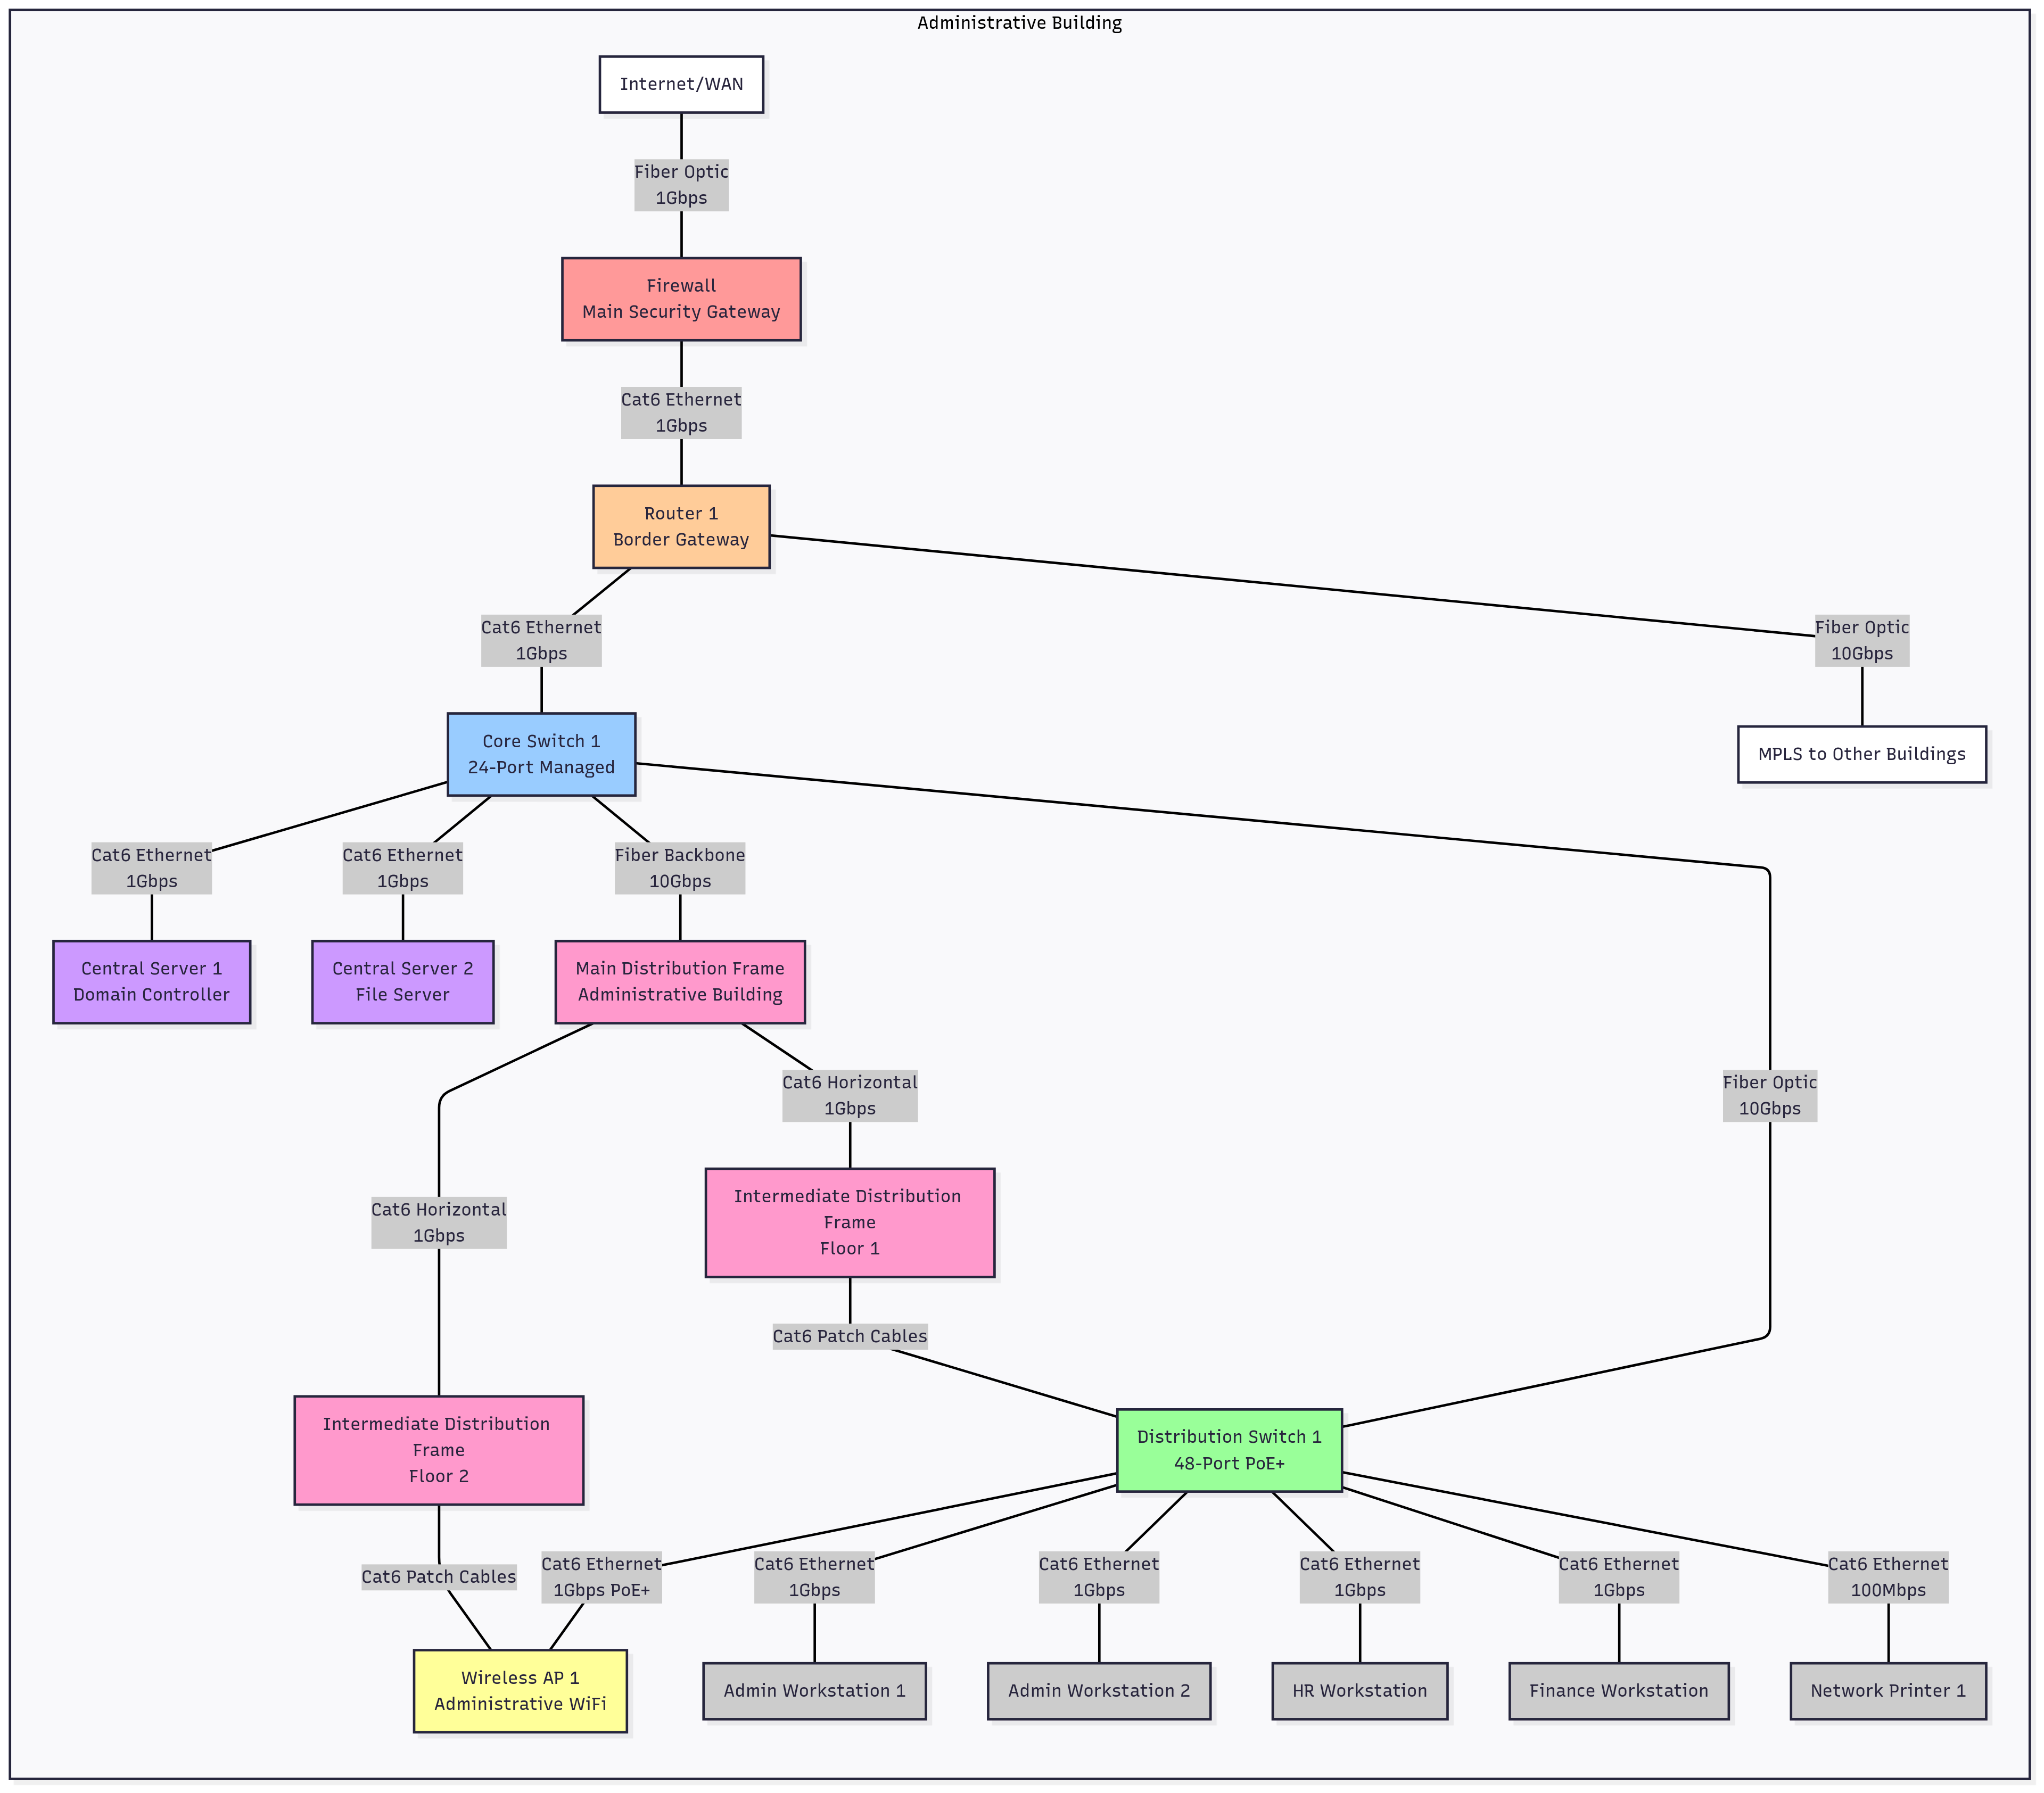 Administrative Building
Internet/WAN
Fiber Optic
1Gbps
Firewall
Main Security Gateway
Cat6 Ethernet
1Gbps
Router 1
Border Gateway
Cat6 Ethernet
1Gbps
Fiber Optic
10Gbps
Core Switch 1
24-Port Managed
MPLS to Other Buildings
Cat6 Ethernet
1Gbps
Cat6 Ethernet
1Gbps
Fiber Backbone
10Gbps
Central Server 1
Domain Controller
Central Server 2
File Server
Main Distribution Frame
Administrative Building
Cat6 Horizontal
1Gbps
Fiber Optic
10Gbps
Cat6 Horizontal
1Gbps
Intermediate Distribution
Frame
Floor 1
Cat6 Patch Cables
Intermediate Distribution
Frame
Floor 2
Distribution Switch 1
48-Port PoE+
Cat6 Patch Cables
Cat6 Ethernet
1Gbps PoE+
Cat6 Ethernet
1Gbps
Cat6 Ethernet
1Gbps
Cat6 Ethernet
1Gbps
Cat6 Ethernet
1Gbps
Cat6 Ethernet
100Mbps
Wireless AP 1
Administrative WiFi
Admin Workstation 1
Admin Workstation 2
HR Workstation
Finance Workstation
Network Printer 1